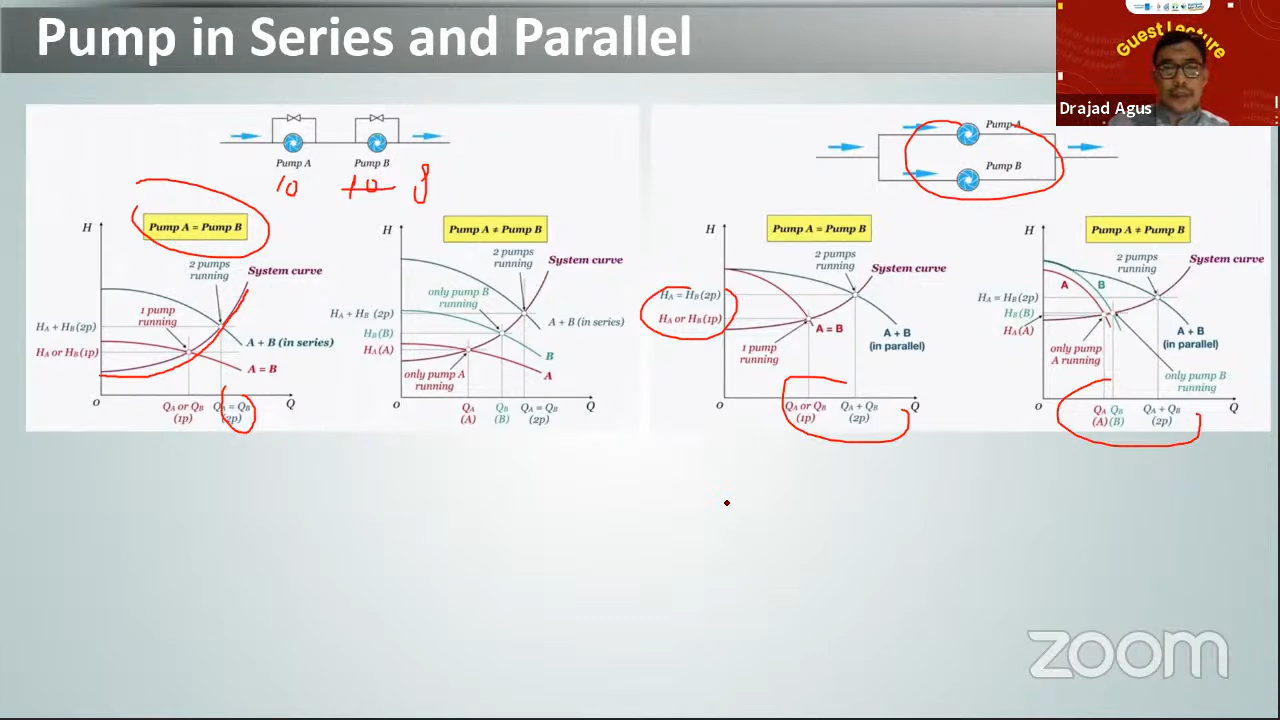 Pump in Series and Parallel
Guest Lecture
Drajad Agus
Pump A
Pump B
10
10
8
Pump A = Pump B
H
2 pumps
running
System curve
1 pump
running
HA + HB (2p)
HA or HB (1p)
A + B (in series)
A = B
O
QA or QB
(1p)
QA = QB
(2p)
Q
Pump A ≠ Pump B
H
2 pumps
running
System curve
only pump B
running
HA + HB (2p)
HB (B)
HA (A)
A + B (in series)
B
A
only pump A
running
O
QA
(A)
QB
(B)
QA = QB
(2p)
Q
Pump A
Pump B
Pump A = Pump B
H
2 pumps
running
System curve
HA = HB (2p)
HA or HB (1p)
A = B
A + B
(in parallel)
1 pump
running
O
QA or QB
(1p)
QA + QB
(2p)
Q
Pump A ≠ Pump B
H
2 pumps
running
System curve
A
B
HA = HB (2p)
HB (B)
HA (A)
A + B
(in parallel)
only pump
A running
only pump B
running
O
QA
(A)
QB
(B)
QA + QB
(2p)
Q
zoom